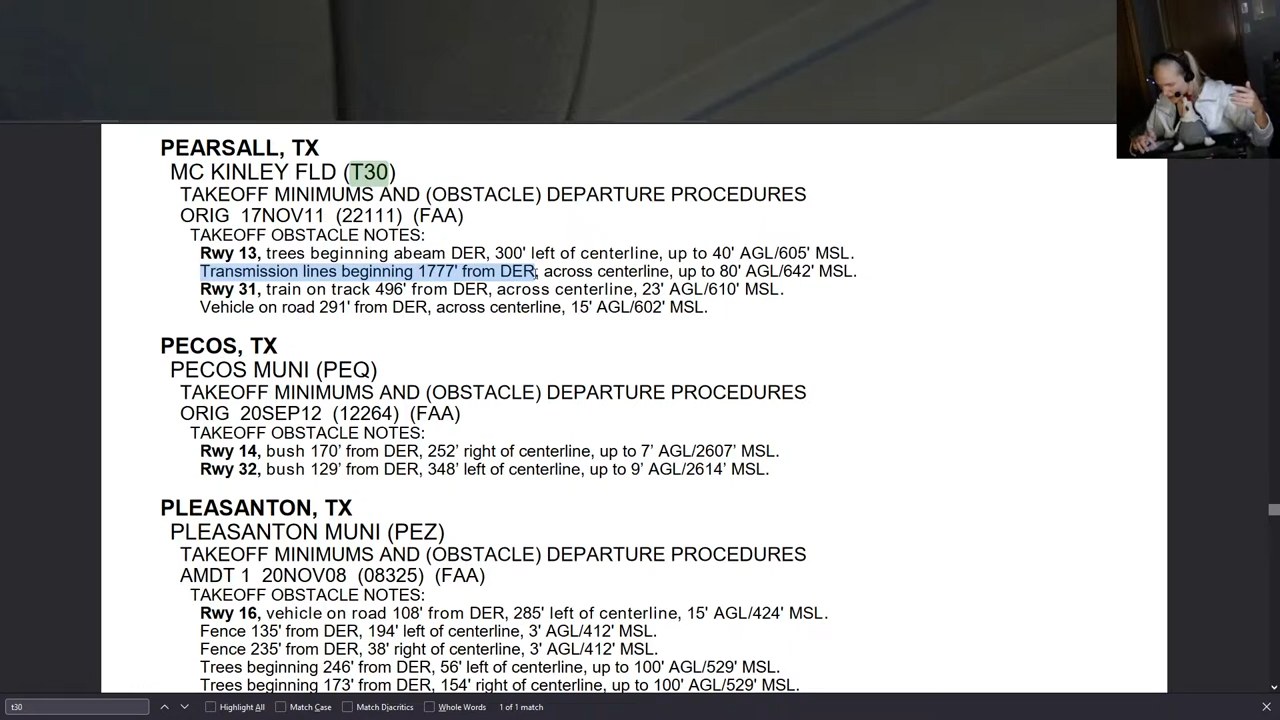 PEARSALL, TX
MC KINLEY FLD (T30)
TAKEOFF MINIMUMS AND (OBSTACLE) DEPARTURE PROCEDURES
ORIG 17NOV11 (22111) (FAA)
TAKEOFF OBSTACLE NOTES:
Rwy 13, trees beginning abeam DER, 300' left of centerline, up to 40' AGL/605' MSL.
Transmission lines beginning 1777' from DER, across centerline, up to 80' AGL/642' MSL.
Rwy 31, train on track 496' from DER, across centerline, 23' AGL/610' MSL.
Vehicle on road 291' from DER, across centerline, 15' AGL/602' MSL.
PECOS, TX
PECOS MUNI (PEQ)
TAKEOFF MINIMUMS AND (OBSTACLE) DEPARTURE PROCEDURES
ORIG 20SEP12 (12264) (FAA)
TAKEOFF OBSTACLE NOTES:
Rwy 14, bush 170’ from DER, 252’ right of centerline, up to 7’ AGL/2607’ MSL.
Rwy 32, bush 129’ from DER, 348’ left of centerline, up to 9’ AGL/2614’ MSL.
PLEASANTON, TX
PLEASANTON MUNI (PEZ)
TAKEOFF MINIMUMS AND (OBSTACLE) DEPARTURE PROCEDURES
AMDT 1 20NOV08 (08325) (FAA)
TAKEOFF OBSTACLE NOTES:
Rwy 16, vehicle on road 108' from DER, 285' left of centerline, 15' AGL/424' MSL.
Fence 135' from DER, 194' left of centerline, 3' AGL/412' MSL.
Fence 235' from DER, 38' right of centerline, 3' AGL/412' MSL.
Trees beginning 246' from DER, 56' left of centerline, up to 100' AGL/529' MSL.
Trees beginning 173' from DER, 154' right of centerline, up to 100' AGL/529' MSL.
t30 Highlight All Match Case Match Diacritics Whole Words 1 of 1 match